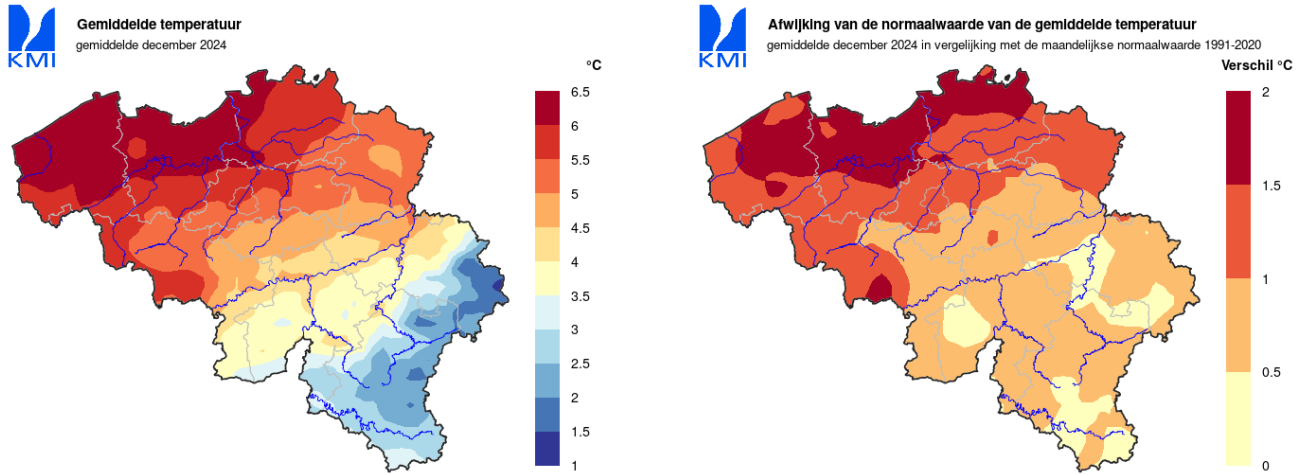 KMI
Gemiddelde temperatuur
gemiddelde december 2024
°C
6.5
6
5.5
5
4.5
4
3.5
3
2.5
2
1.5
1
KMI
Afwijking van de normaalwaarde van de gemiddelde temperatuur
gemiddelde december 2024 in vergelijking met de maandelijkse normaalwaarde 1991-2020
Verschil °C
2
1.5
1
0.5
0